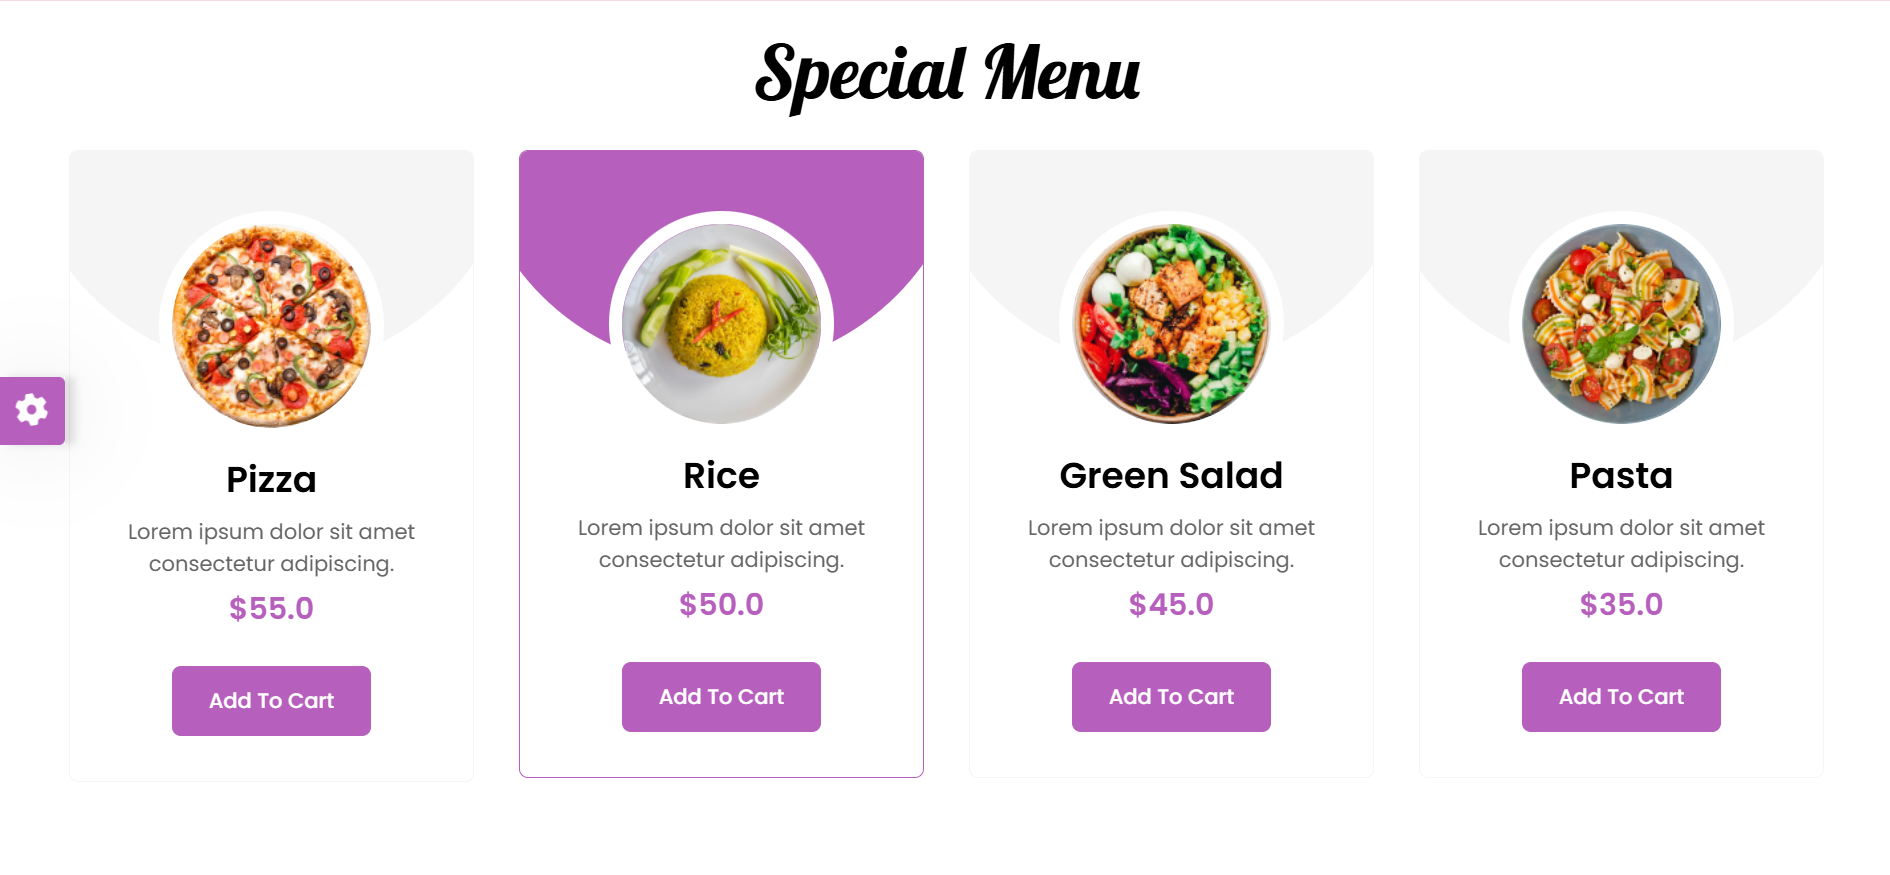 Special Menu
Pizza
Lorem ipsum dolor sit amet
consectetur adipiscing.
$55.0
Add To Cart
Rice
Lorem ipsum dolor sit amet
consectetur adipiscing.
$50.0
Add To Cart
Green Salad
Lorem ipsum dolor sit amet
consectetur adipiscing.
$45.0
Add To Cart
Pasta
Lorem ipsum dolor sit amet
consectetur adipiscing.
$35.0
Add To Cart